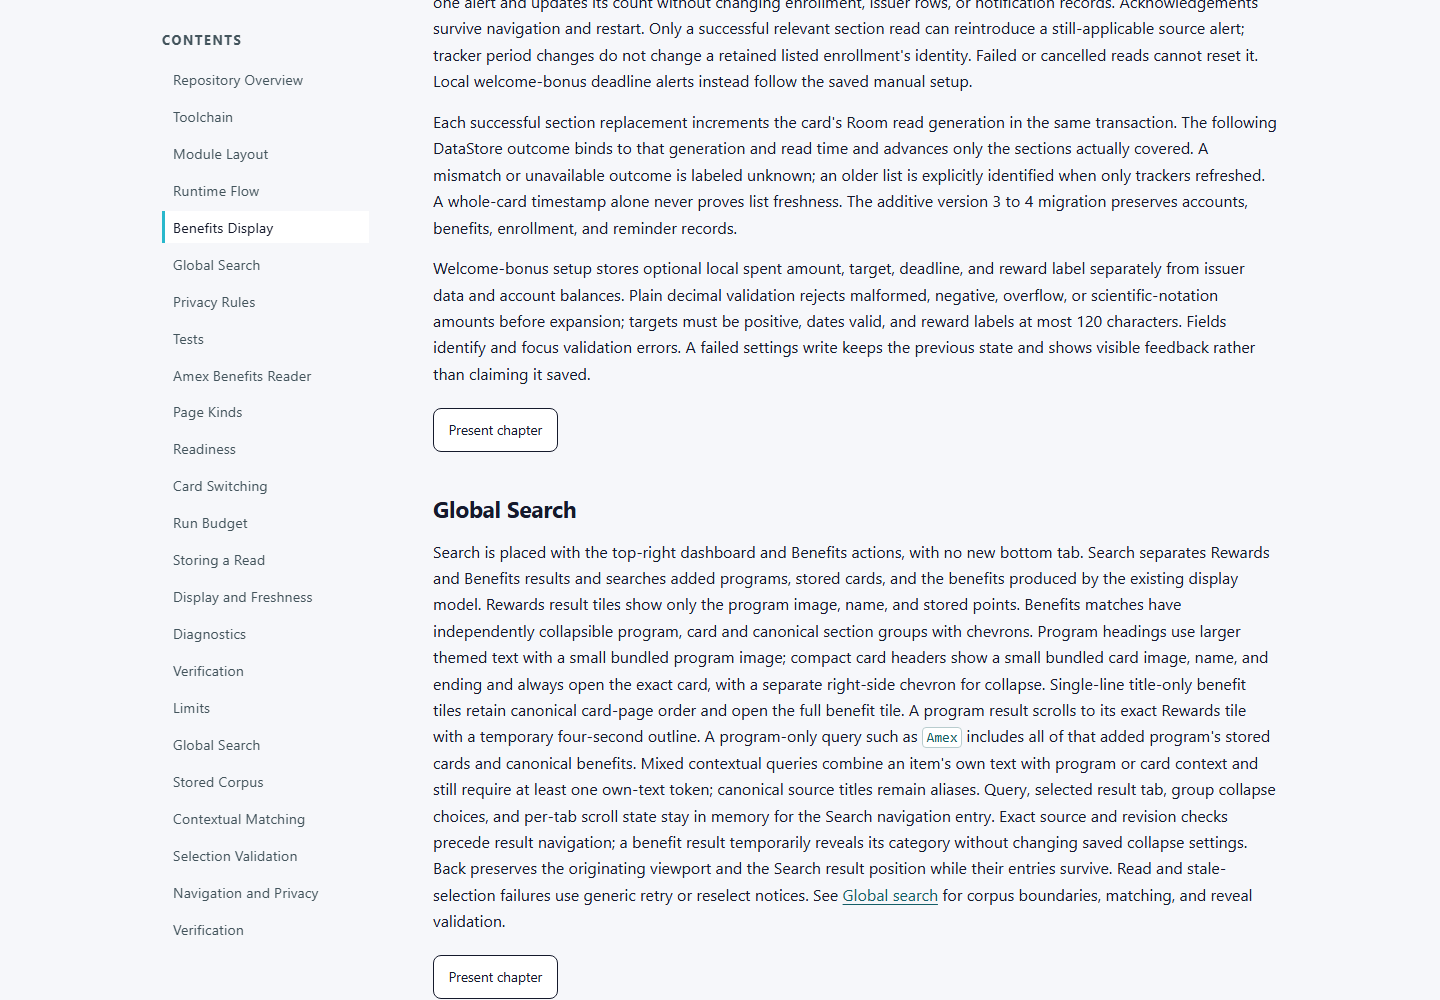 CONTENTS
Repository Overview
Toolchain
Module Layout
Runtime Flow
Benefits Display
Global Search
Privacy Rules
Tests
Amex Benefits Reader
Page Kinds
Readiness
Card Switching
Run Budget
Storing a Read
Display and Freshness
Diagnostics
Verification
Limits
Global Search
Stored Corpus
Contextual Matching
Selection Validation
Navigation and Privacy
Verification
one alert and updates its count without changing enrollment, issuer rows, or notification records. Acknowledgements
survive navigation and restart. Only a successful relevant section read can reintroduce a still-applicable source alert;
tracker period changes do not change a retained listed enrollment's identity. Failed or cancelled reads cannot reset it.
Local welcome-bonus deadline alerts instead follow the saved manual setup.
Each successful section replacement increments the card's Room read generation in the same transaction. The following
DataStore outcome binds to that generation and read time and advances only the sections actually covered. A
mismatch or unavailable outcome is labeled unknown; an older list is explicitly identified when only trackers refreshed.
A whole-card timestamp alone never proves list freshness. The additive version 3 to 4 migration preserves accounts,
benefits, enrollment, and reminder records.
Welcome-bonus setup stores optional local spent amount, target, deadline, and reward label separately from issuer
data and account balances. Plain decimal validation rejects malformed, negative, overflow, or scientific-notation
amounts before expansion; targets must be positive, dates valid, and reward labels at most 120 characters. Fields
identify and focus validation errors. A failed settings write keeps the previous state and shows visible feedback rather
than claiming it saved.
Present chapter
Global Search
Search is placed with the top-right dashboard and Benefits actions, with no new bottom tab. Search separates Rewards
and Benefits results and searches added programs, stored cards, and the benefits produced by the existing display
model. Rewards result tiles show only the program image, name, and stored points. Benefits matches have
independently collapsible program, card and canonical section groups with chevrons. Program headings use larger
themed text with a small bundled program image; compact card headers show a small bundled card image, name, and
ending and always open the exact card, with a separate right-side chevron for collapse. Single-line title-only benefit
tiles retain canonical card-page order and open the full benefit tile. A program result scrolls to its exact Rewards tile
with a temporary four-second outline. A program-only query such as Amex includes all of that added program's stored
cards and canonical benefits. Mixed contextual queries combine an item's own text with program or card context and
still require at least one own-text token; canonical source titles remain aliases. Query, selected result tab, group collapse
choices, and per-tab scroll state stay in memory for the Search navigation entry. Exact source and revision checks
precede result navigation; a benefit result temporarily reveals its category without changing saved collapse settings.
Back preserves the originating viewport and the Search result position while their entries survive. Read and stale-
selection failures use generic retry or reselect notices. See Global search for corpus boundaries, matching, and reveal
validation.
Present chapter